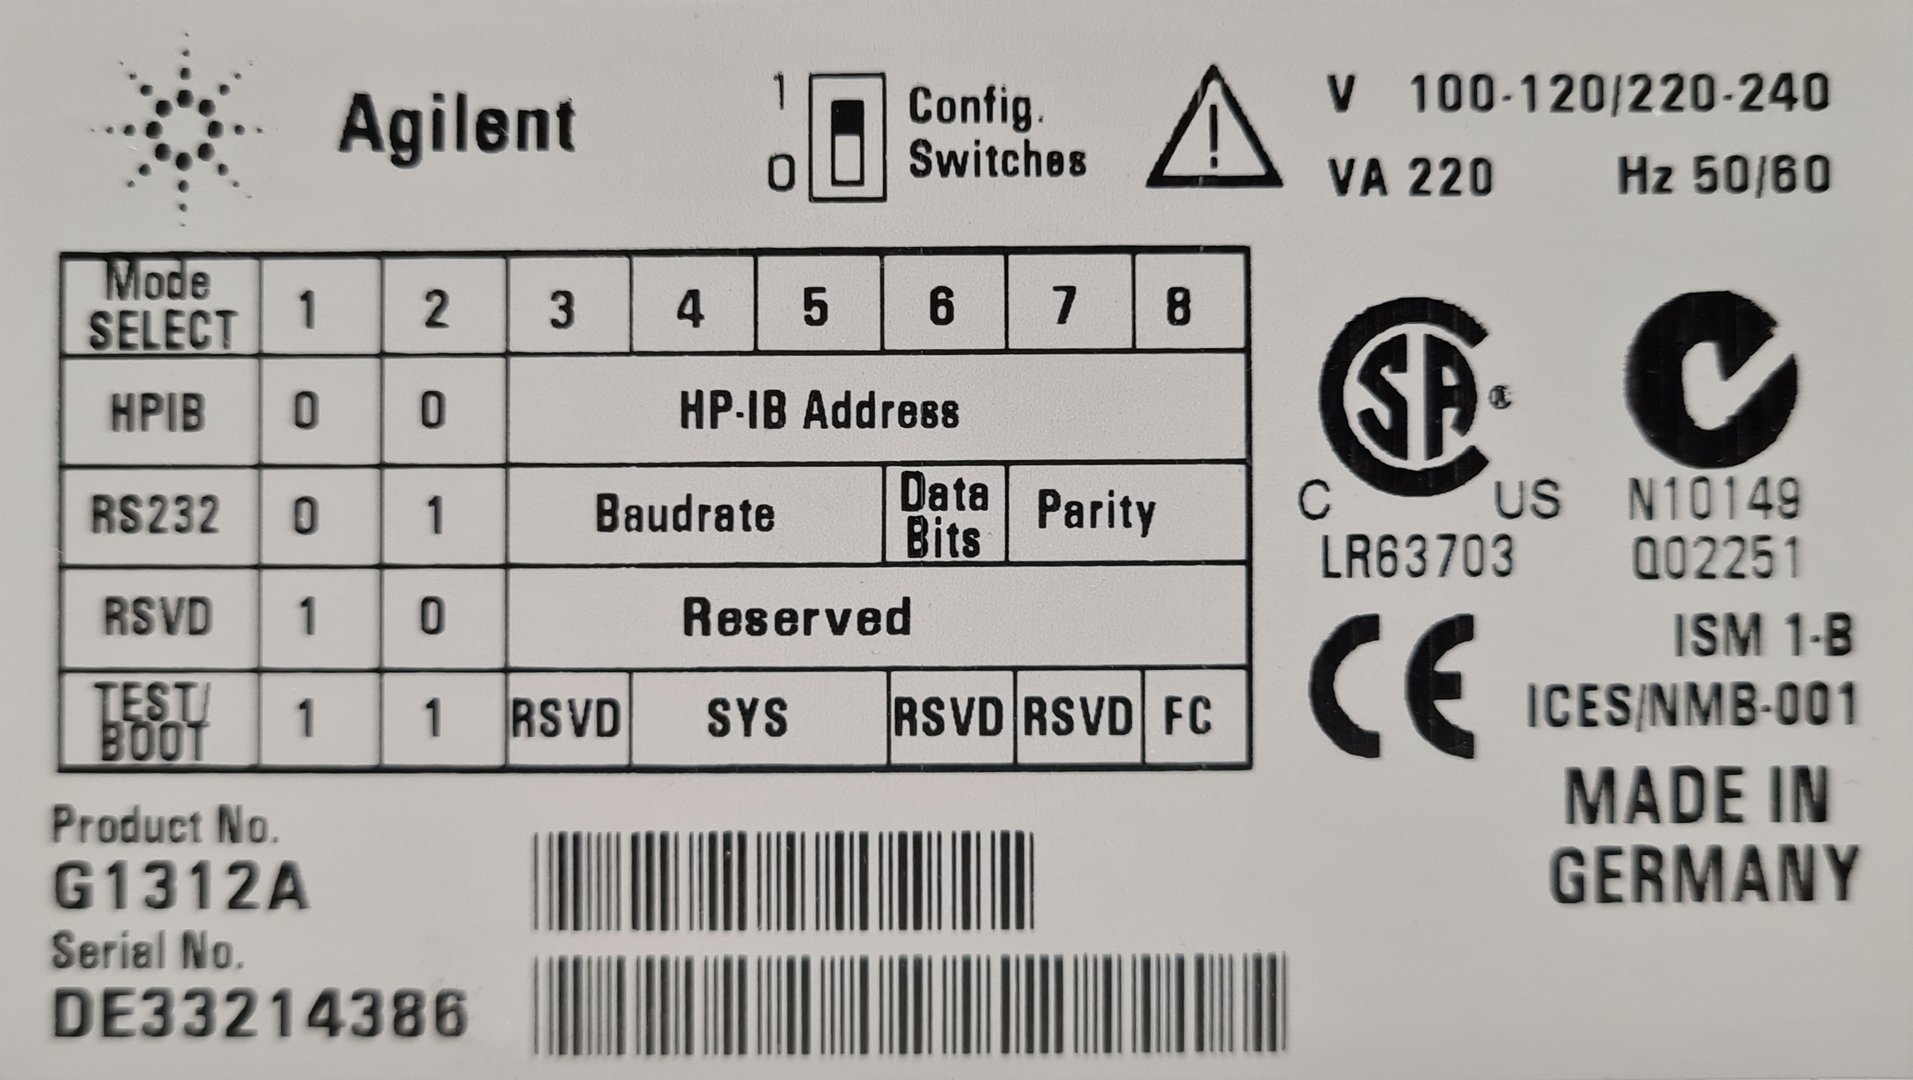 Agilent
1
0
Config.
Switches
V 100-120/220-240
VA 220 Hz 50/60
Mode SELECT 1 2 3 4 5 6 7 8
HPIB 0 0 HP-IB Address
RS232 0 1 Baudrate Data Bits Parity
RSVD 1 0 Reserved
TEST/BOOT 1 1 RSVD SYS RSVD RSVD FC
SA ®
C US
LR63703
N10149
Q02251
CE
ISM 1-B
ICES/NMB-001
MADE IN
GERMANY
Product No.
G1312A
Serial No.
DE33214386